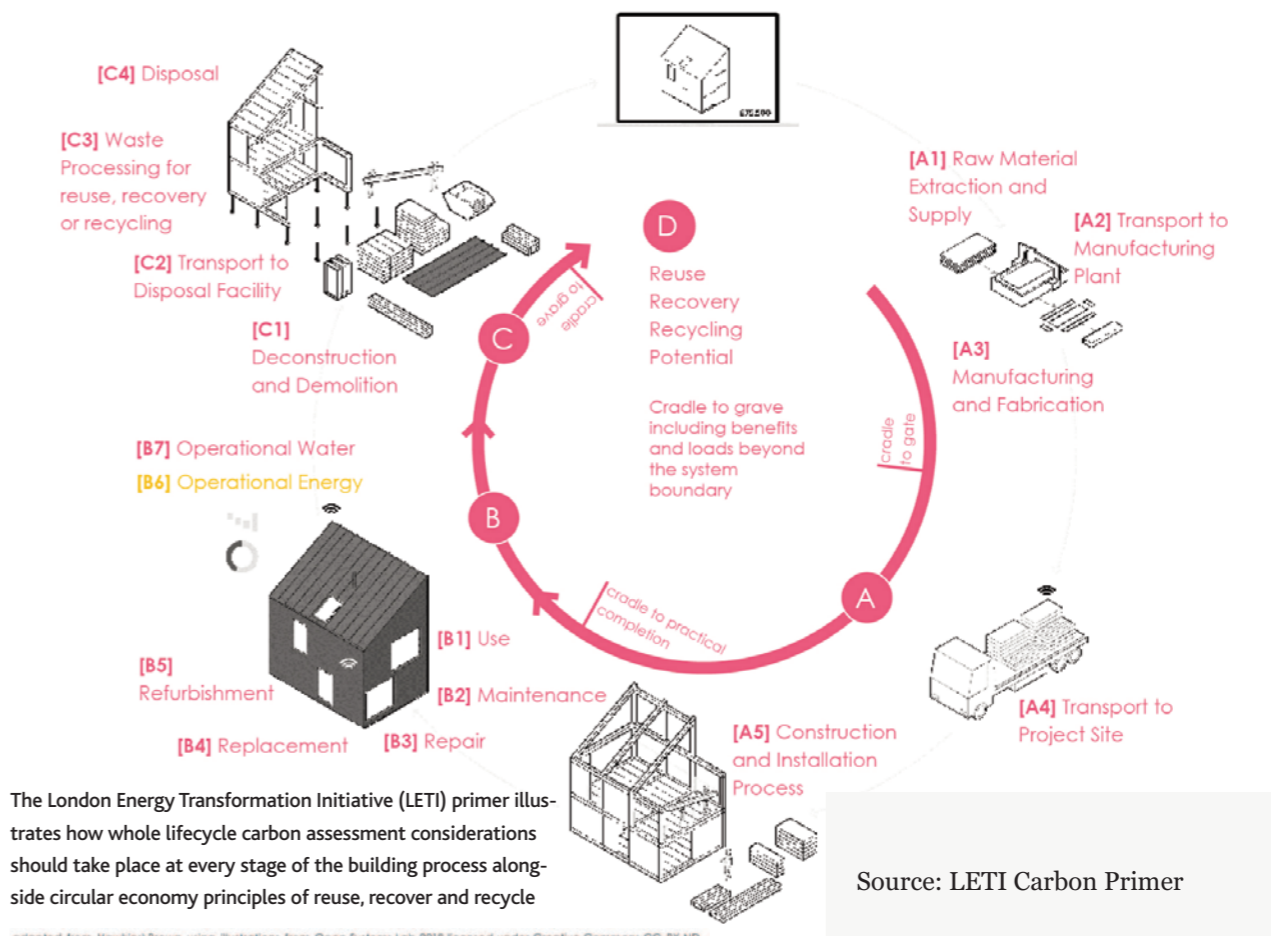 £75,500
[A1] Raw Material
Extraction and
Supply
[A2] Transport to
Manufacturing
Plant
[A3]
Manufacturing
and Fabrication
cradle
to gate
A
[A4] Transport to
Project Site
[A5] Construction
and Installation
Process
cradle to practical
completion
B
[B1] Use
[B2] Maintenance
[B3] Repair
[B4] Replacement
[B5]
Refurbishment
[B6] Operational Energy
[B7] Operational Water
C
[C1]
Deconstruction
and Demolition
[C2] Transport to
Disposal Facility
[C3] Waste
Processing for
reuse, recovery
or recycling
[C4] Disposal
cradle
to grave
D
Reuse
Recovery
Recycling
Potential
Cradle to grave
including benefits
and loads beyond
the system
boundary
The London Energy Transformation Initiative (LETI) primer illus-
trates how whole lifecycle carbon assessment considerations
should take place at every stage of the building process along-
side circular economy principles of reuse, recover and recycle
Source: LETI Carbon Primer